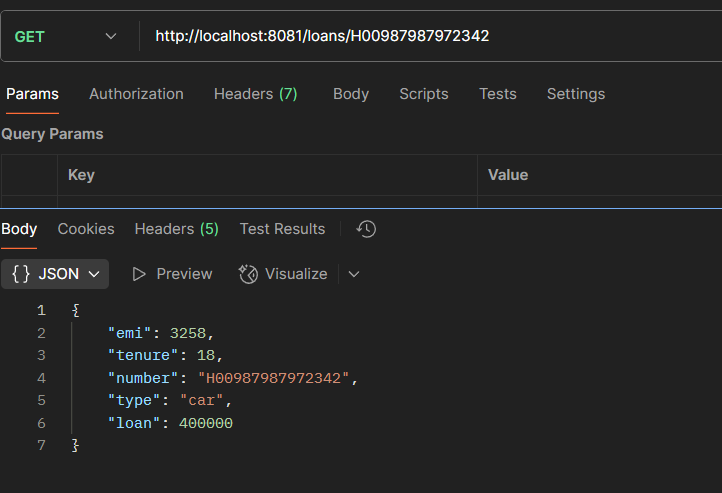 GET http://localhost:8081/loans/H00987987972342
Params Authorization Headers (7) Body Scripts Tests Settings
Query Params
Key Value
Body Cookies Headers (5) Test Results
{ } JSON Preview Visualize
1 {
2 "emi": 3258,
3 "tenure": 18,
4 "number": "H00987987972342",
5 "type": "car",
6 "loan": 400000
7 }